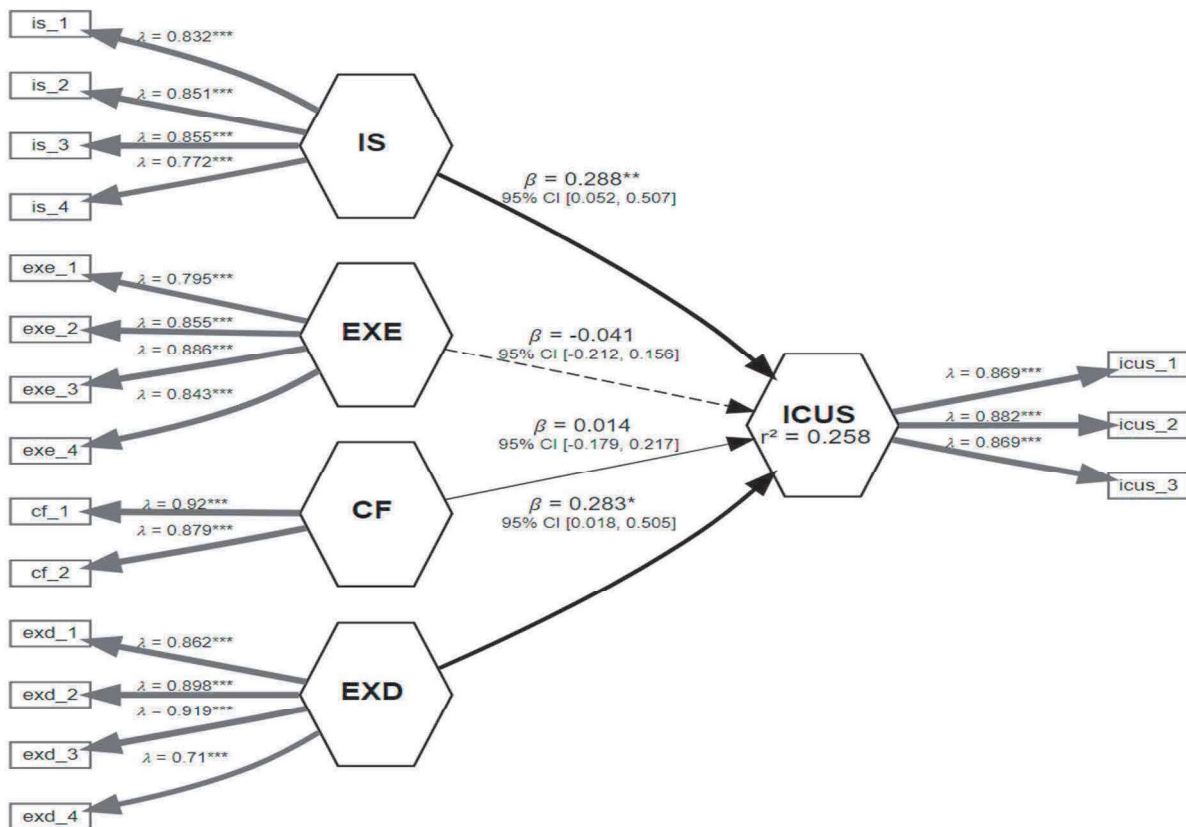 is_1
λ = 0.832***
is_2
λ = 0.851***
is_3
λ = 0.855***
λ = 0.772***
is_4
IS
β = 0.288**
95% CI [0.052, 0.507]
exe_1
λ = 0.795***
exe_2
λ = 0.855***
λ = 0.886***
exe_3
λ = 0.843***
exe_4
EXE
β = -0.041
95% CI [-0.212, 0.156]
cf_1
λ = 0.92***
λ = 0.879***
cf_2
CF
β = 0.014
95% CI [-0.179, 0.217]
exd_1
λ = 0.862***
exd_2
λ = 0.898***
λ = 0.919***
exd_3
λ = 0.71***
exd_4
EXD
β = 0.283*
95% CI [0.018, 0.505]
ICUS
r² = 0.258
λ = 0.869***
icus_1
λ = 0.882***
icus_2
λ = 0.869***
icus_3